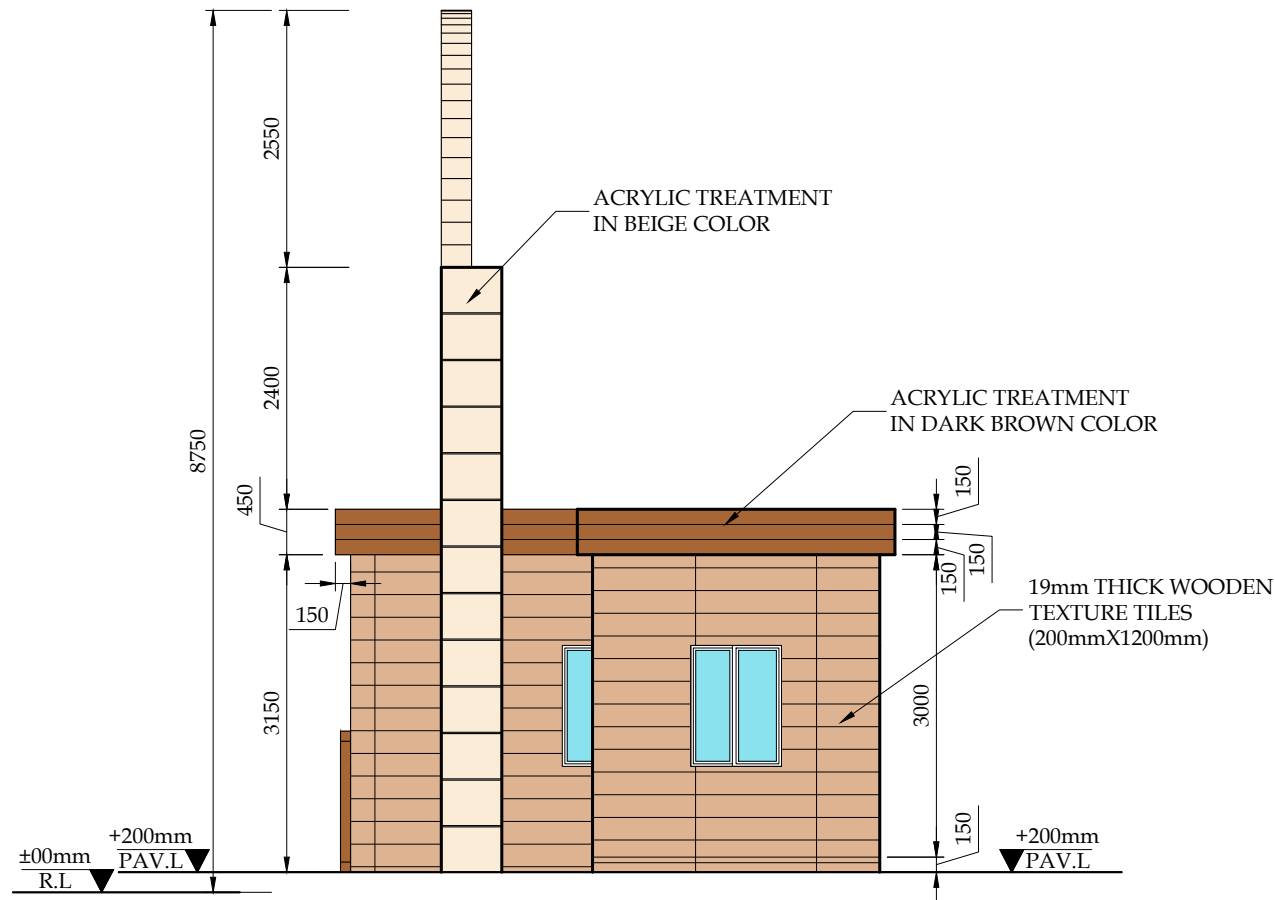 2550
ACRYLIC TREATMENT
IN BEIGE COLOR
2400
8750
ACRYLIC TREATMENT
IN DARK BROWN COLOR
450
150
150
150
150
19mm THICK WOODEN
TEXTURE TILES
(200mmX1200mm)
3150
3000
150
+200mm
PAV.L
±00mm
R.L
+200mm
PAV.L